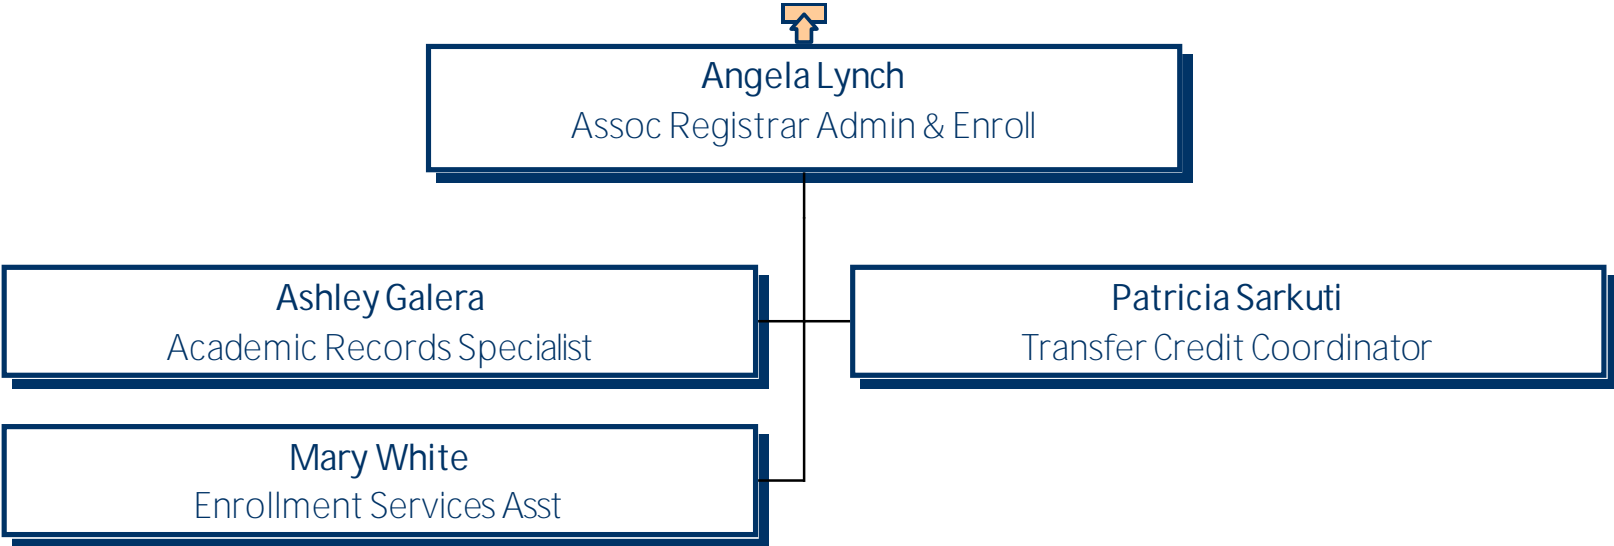 Angela Lynch
Assoc Registrar Admin & Enroll
Ashley Galera
Academic Records Specialist
Patricia Sarkuti
Transfer Credit Coordinator
Mary White
Enrollment Services Asst